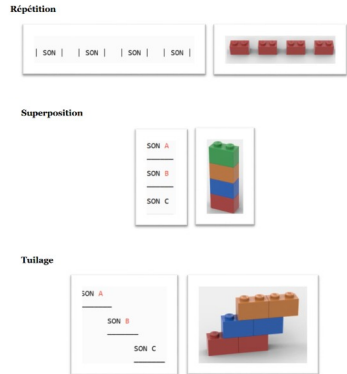 Répétition
| SON | | SON | | SON | | SON |
Superposition
SON A
SON B
SON C
Tuilage
SON A
SON B
SON C